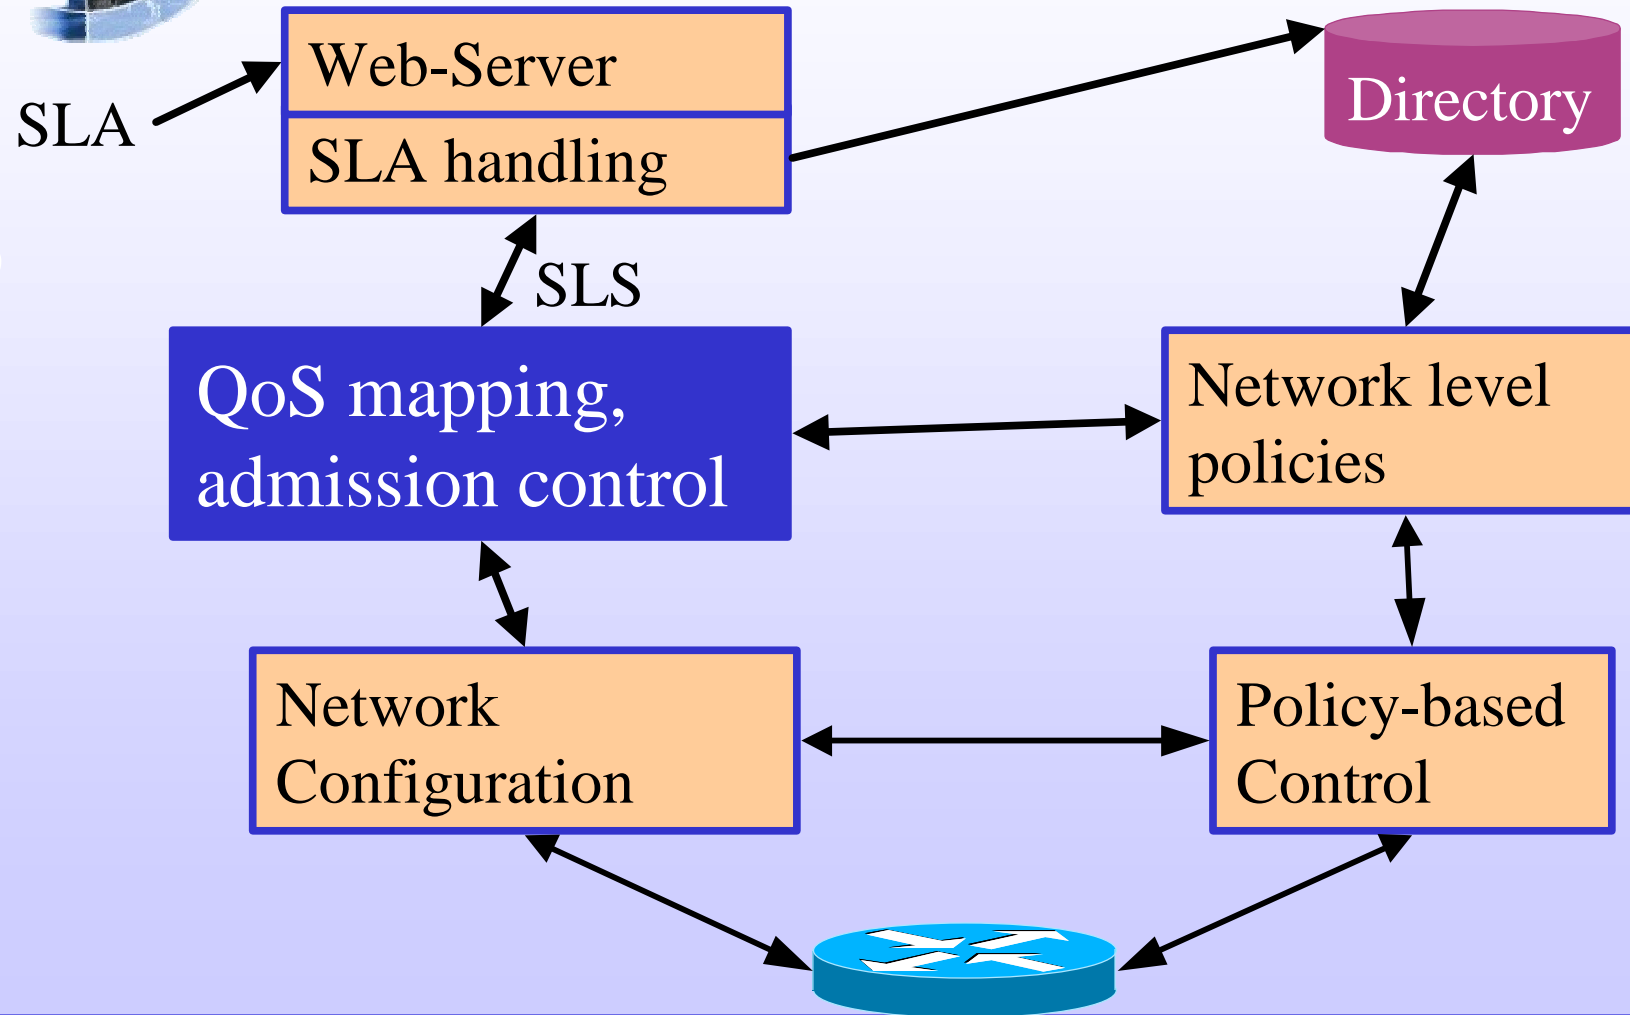 Web-Server
Directory
SLA
SLA handling
SLS
QoS mapping,
admission control
Network level
policies
Network
Configuration
Policy-based
Control